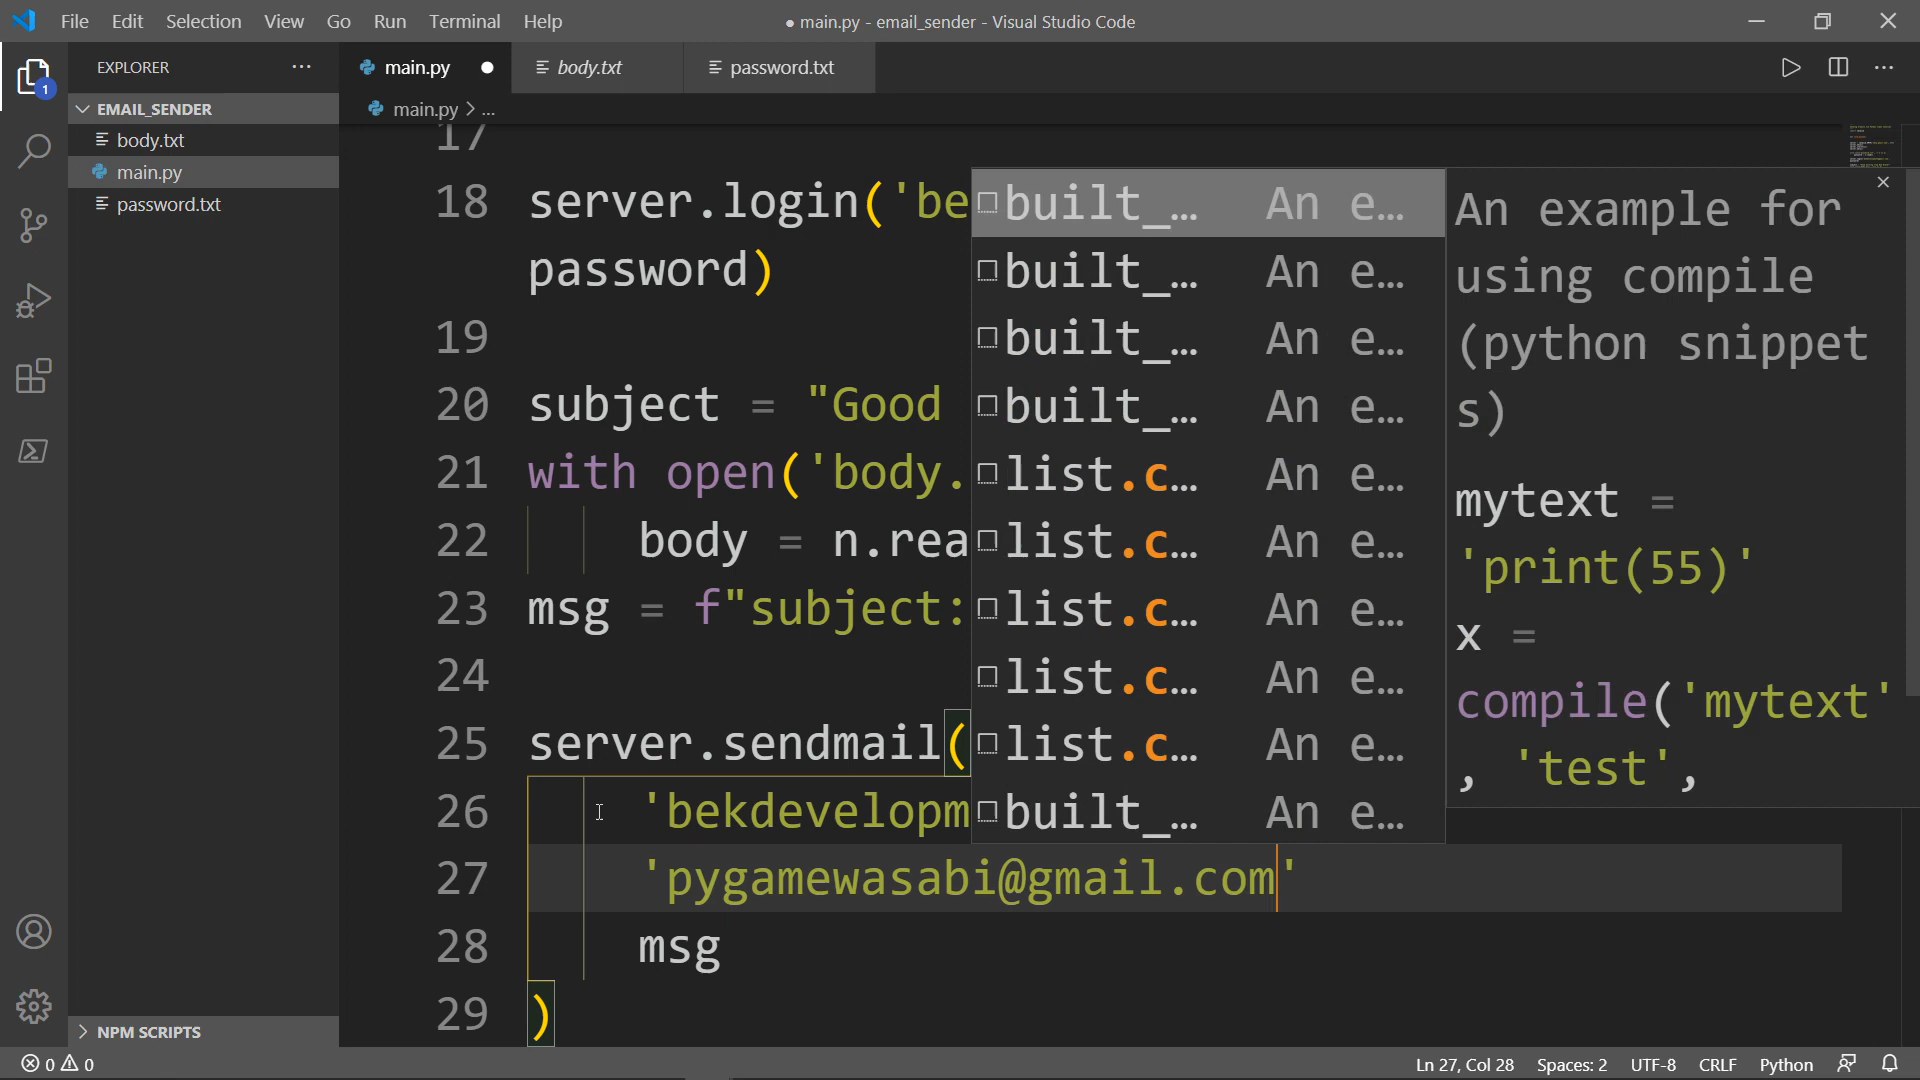 File Edit Selection View Go Run Terminal Help
● main.py - email_sender - Visual Studio Code
EXPLORER ...
main.py ●
body.txt
password.txt
1
EMAIL_SENDER
body.txt
main.py
password.txt
NPM SCRIPTS
main.py > ...
17
18 server.login('be
password)
19
20 subject = "Good
21 with open('body.
22 body = n.rea
23 msg = f"subject:
24
25 server.sendmail(
26 'bekdevelopm
27 'pygamewasabi@gmail.com'
28 msg
29 )
built_... An e...
built_... An e...
built_... An e...
built_... An e...
list.c... An e...
list.c... An e...
list.c... An e...
list.c... An e...
list.c... An e...
built_... An e...
An example for
using compile
(python snippet
s)
mytext =
'print(55)'
x =
compile('mytext'
, 'test',
0 0
Ln 27, Col 28 Spaces: 2 UTF-8 CRLF Python